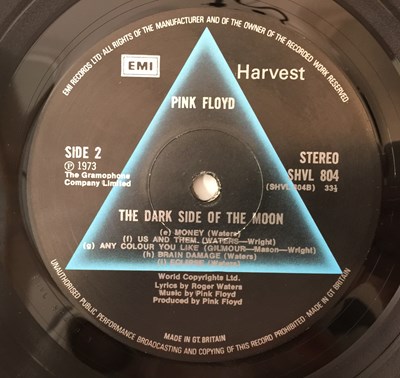 EMI RECORDS LTD. ALL RIGHTS OF THE MANUFACTURER AND OF THE OWNER OF THE RECORDED WORK RESERVED
EMI
Harvest
PINK FLOYD
SIDE 2
℗ 1973
The Gramophone
Company Limited
STEREO
SHVL 804
(SHVL 804B) 33⅓
THE DARK SIDE OF THE MOON
(e) MONEY (Waters)
(f) US AND THEM (WATERS—Wright)
(g) ANY COLOUR YOU LIKE (GILMOUR—Mason—Wright)
(h) BRAIN DAMAGE (Waters)
(i) ECLIPSE (Waters)
World Copyrights Ltd.
Lyrics by Roger Waters
Music by Pink Floyd
Produced by Pink Floyd
MADE IN GT. BRITAIN
UNAUTHORISED PUBLIC PERFORMANCE BROADCASTING AND COPYING OF THIS RECORD PROHIBITED · MADE IN GT. BRITAIN